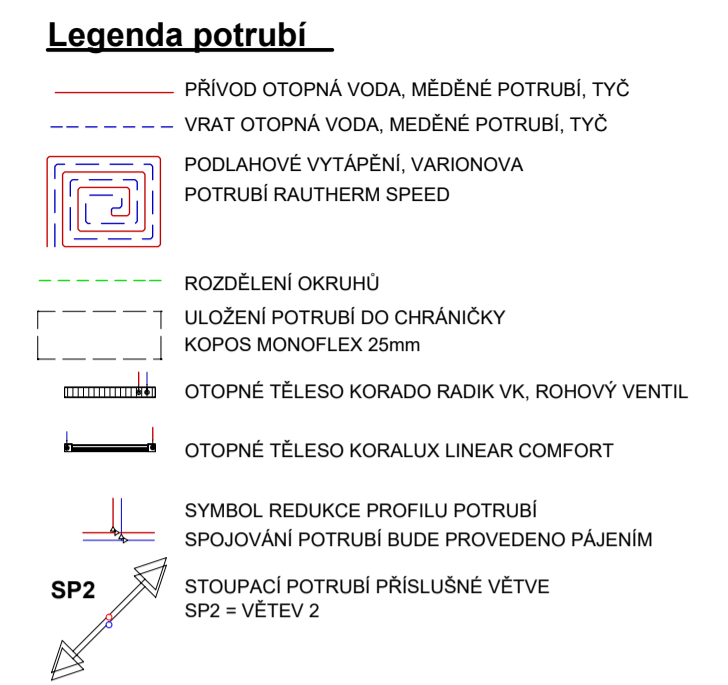 Legenda potrubí
PŘÍVOD OTOPNÁ VODA, MĚDĚNÉ POTRUBÍ, TYČ
VRAT OTOPNÁ VODA, MEDĚNÉ POTRUBÍ, TYČ
PODLAHOVÉ VYTÁPĚNÍ, VARIONOVA
POTRUBÍ RAUTHERM SPEED
ROZDĚLENÍ OKRUHŮ
ULOŽENÍ POTRUBÍ DO CHRÁNIČKY
KOPOS MONOFLEX 25mm
OTOPNÉ TĚLESO KORADO RADIK VK, ROHOVÝ VENTIL
OTOPNÉ TĚLESO KORALUX LINEAR COMFORT
SYMBOL REDUKCE PROFILU POTRUBÍ
SPOJOVÁNÍ POTRUBÍ BUDE PROVEDENO PÁJENÍM
SP2
STOUPACÍ POTRUBÍ PŘÍSLUŠNÉ VĚTVE
SP2 = VĚTEV 2